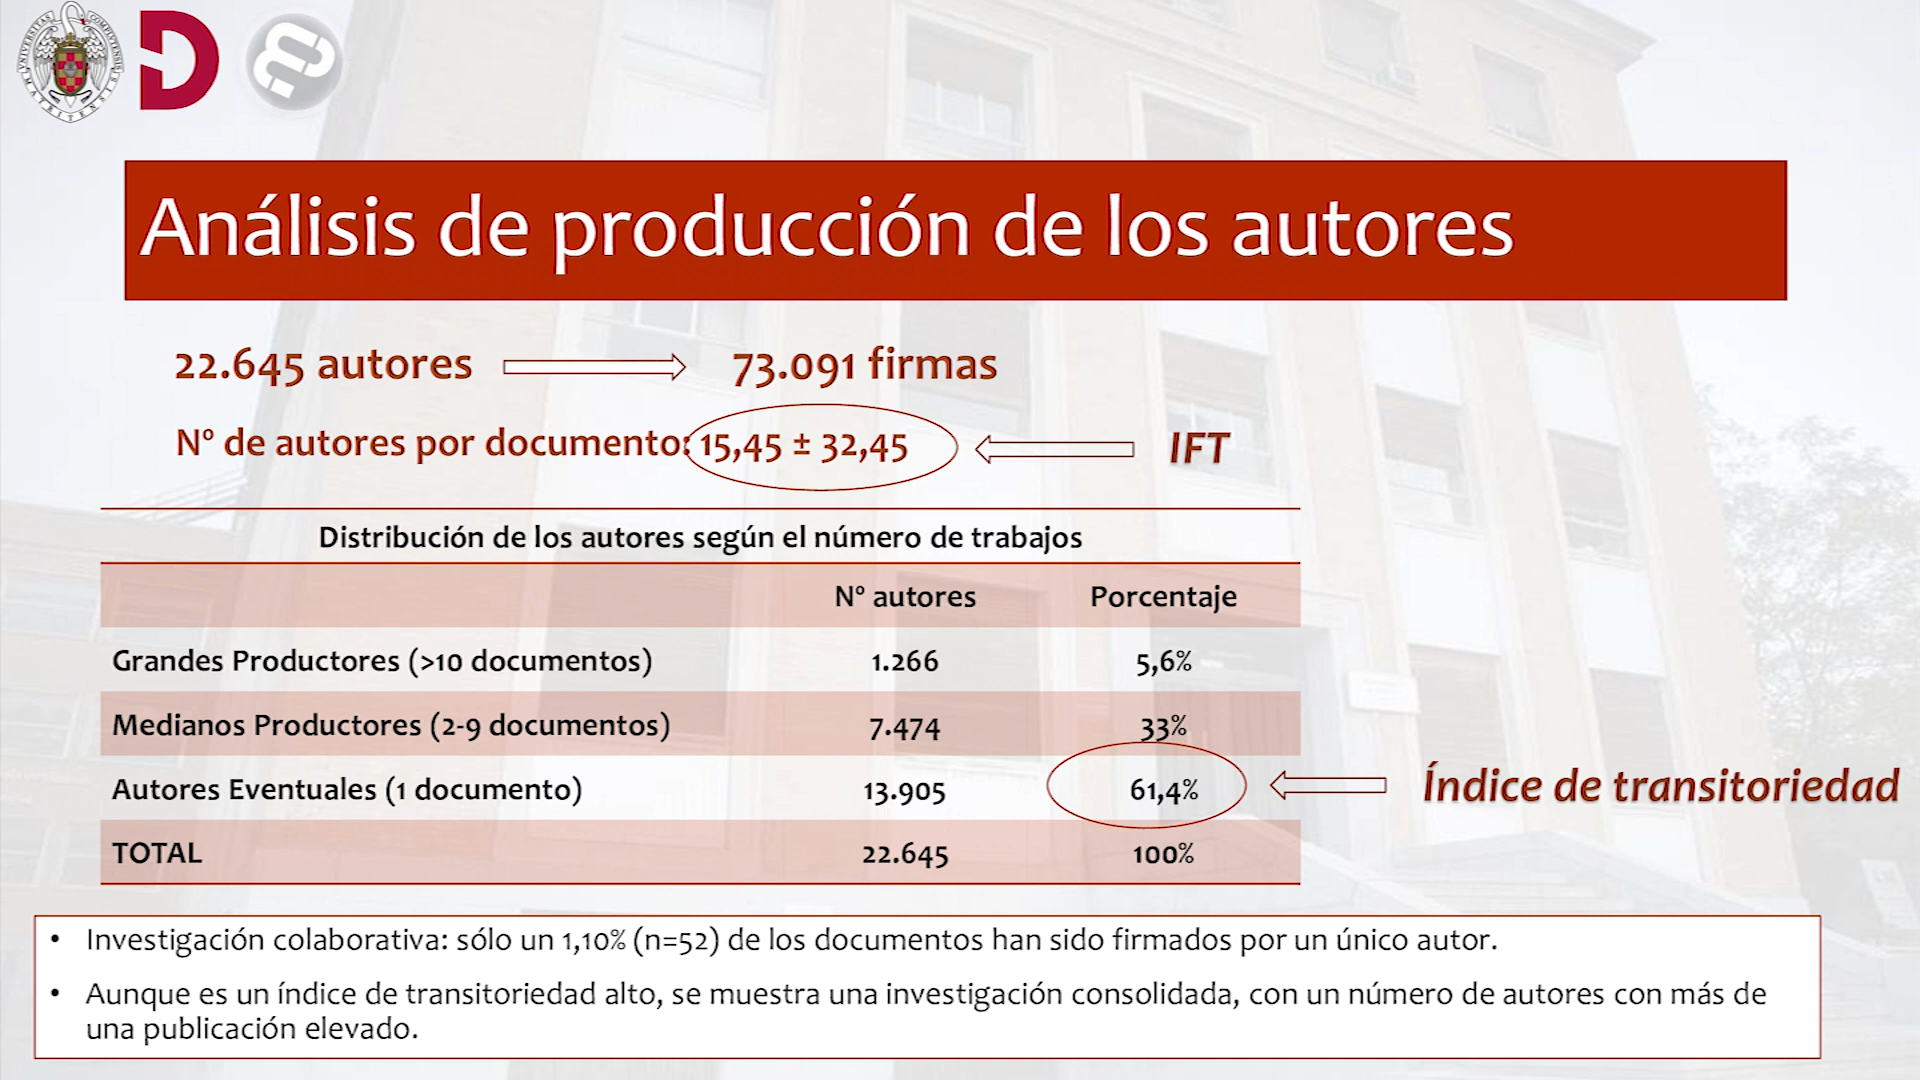 Análisis de producción de los autores
22.645 autores 73.091 firmas
Nº de autores por documento: 15,45 ± 32,45 IFT
Distribución de los autores según el número de trabajos
Nº autores Porcentaje
Grandes Productores (>10 documentos) 1.266 5,6%
Medianos Productores (2-9 documentos) 7.474 33%
Autores Eventuales (1 documento) 13.905 61,4% Índice de transitoriedad
TOTAL 22.645 100%
• Investigación colaborativa: sólo un 1,10% (n=52) de los documentos han sido firmados por un único autor.
• Aunque es un índice de transitoriedad alto, se muestra una investigación consolidada, con un número de autores con más de
una publicación elevado.